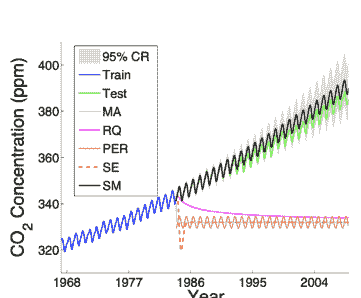 CO2 Concentration (ppm)
400
380
360
340
320
95% CR
Train
Test
MA
RQ
PER
SE
SM
1968 1977 1986 1995 2004
Year